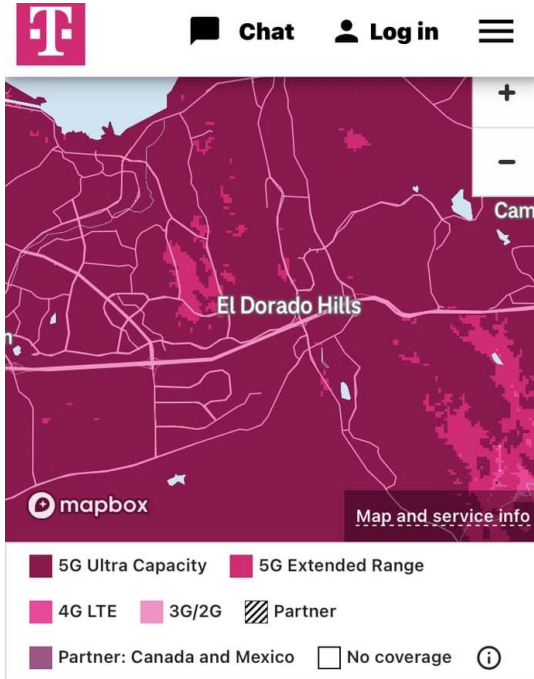 T
Chat Log in
+
-
Cam
El Dorado Hills
n
mapbox
Map and service info
5G Ultra Capacity 5G Extended Range
4G LTE 3G/2G Partner
Partner: Canada and Mexico No coverage i